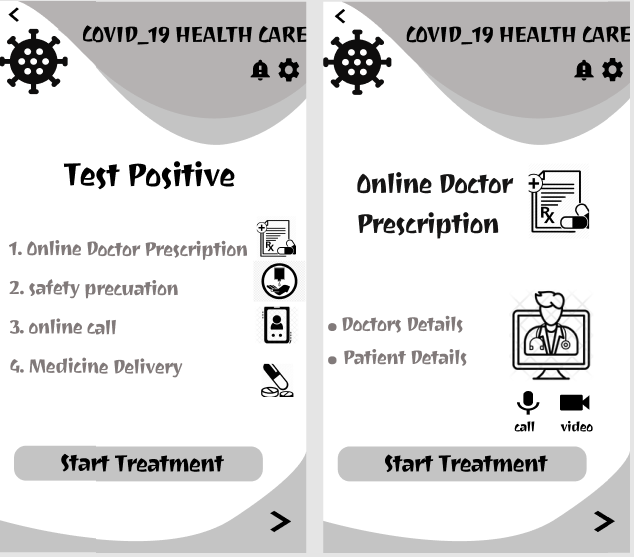 COVID_19 HEALTH CARE
Test Positive
1. Online Doctor Prescription
2. safety precuation
3. online call
4. Medicine Delivery
Start Treatment
COVID_19 HEALTH CARE
Online Doctor
Prescription
Doctors Details
Patient Details
call video
Start Treatment